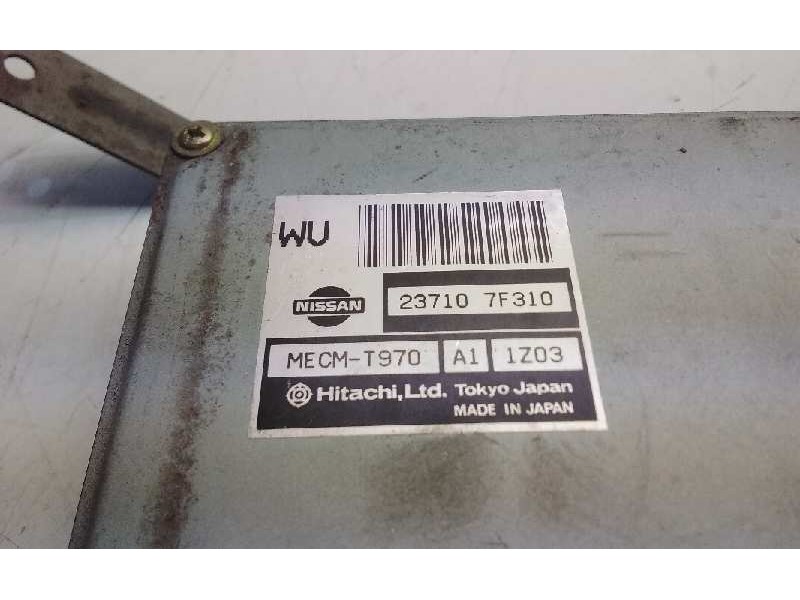 WU
NISSAN
23710 7F310
MECM-T970 A1 1Z03
Hitachi, Ltd. Tokyo Japan
MADE IN JAPAN